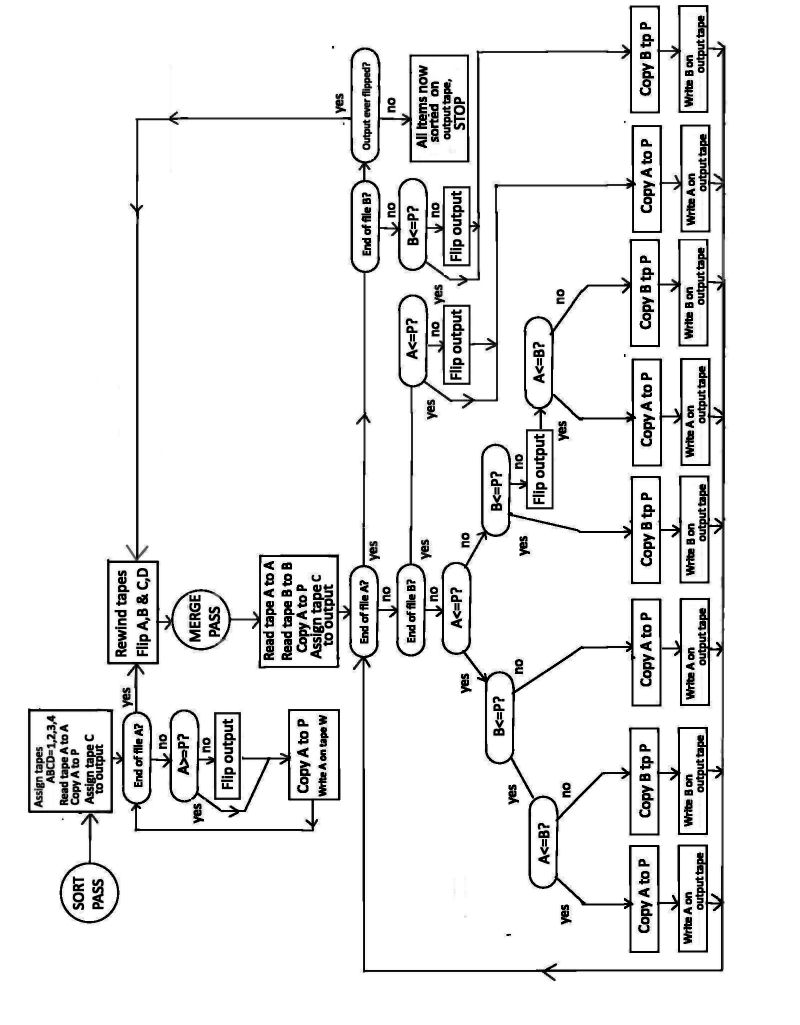 SORT
PASS
Assign tapes
ABCD=1,2,3,4
Read tape A to A
Copy A to P
Assign tape C
to output
End of file A?
yes
no
A>=P?
yes
no
Flip output
Copy A to P
Write A on tape W
Rewind tapes
Flip A,B & C,D
MERGE
PASS
Read tape A to A
Read tape B to B
Copy A to P
Assign tape C
to output
End of file A?
yes
no
End of file B?
yes
no
A<=P?
yes
no
B<=P?
yes
no
A<=B?
yes
no
B<=P?
yes
no
Flip output
A<=B?
yes
no
A<=P?
yes
no
Flip output
End of file B?
no
B<=P?
yes
no
Flip output
Output ever flipped?
yes
no
All items now
sorted on
output tape,
STOP
Copy A to P
Copy B tp P
Copy A to P
Copy B tp P
Copy A to P
Copy B tp P
Copy A to P
Copy B tp P
Write A on
output tape
Write B on
output tape
Write A on
output tape
Write B on
output tape
Write A on
output tape
Write B on
output tape
Write A on
output tape
Write B on
output tape